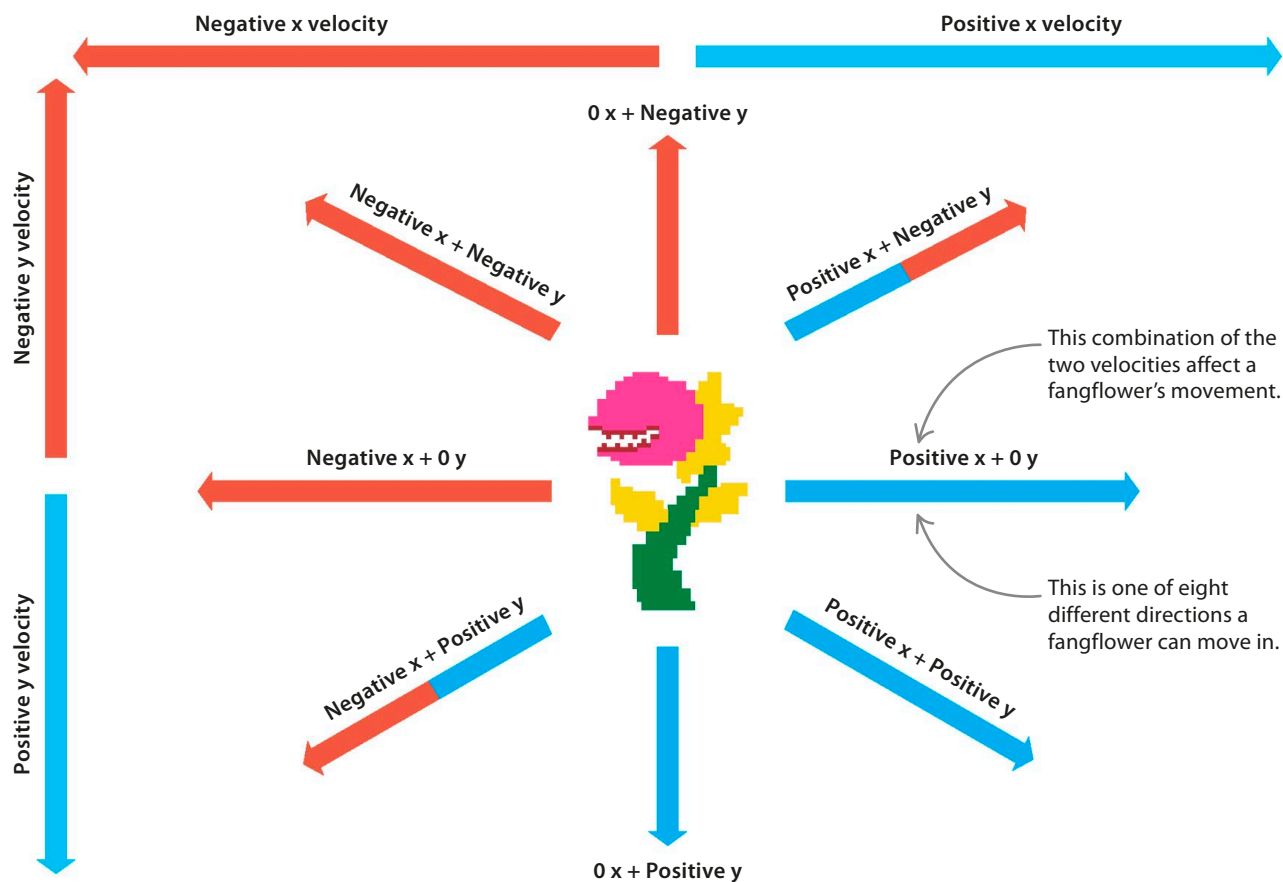 Negative x velocity
Positive x velocity
0 x + Negative y
Negative y velocity
Negative x + Negative y
Positive x + Negative y
This combination of the
two velocities affect a
fangflower’s movement.
Negative x + 0 y
Positive x + 0 y
This is one of eight
different directions a
fangflower can move in.
Positive y velocity
Negative x + Positive y
Positive x + Positive y
0 x + Positive y